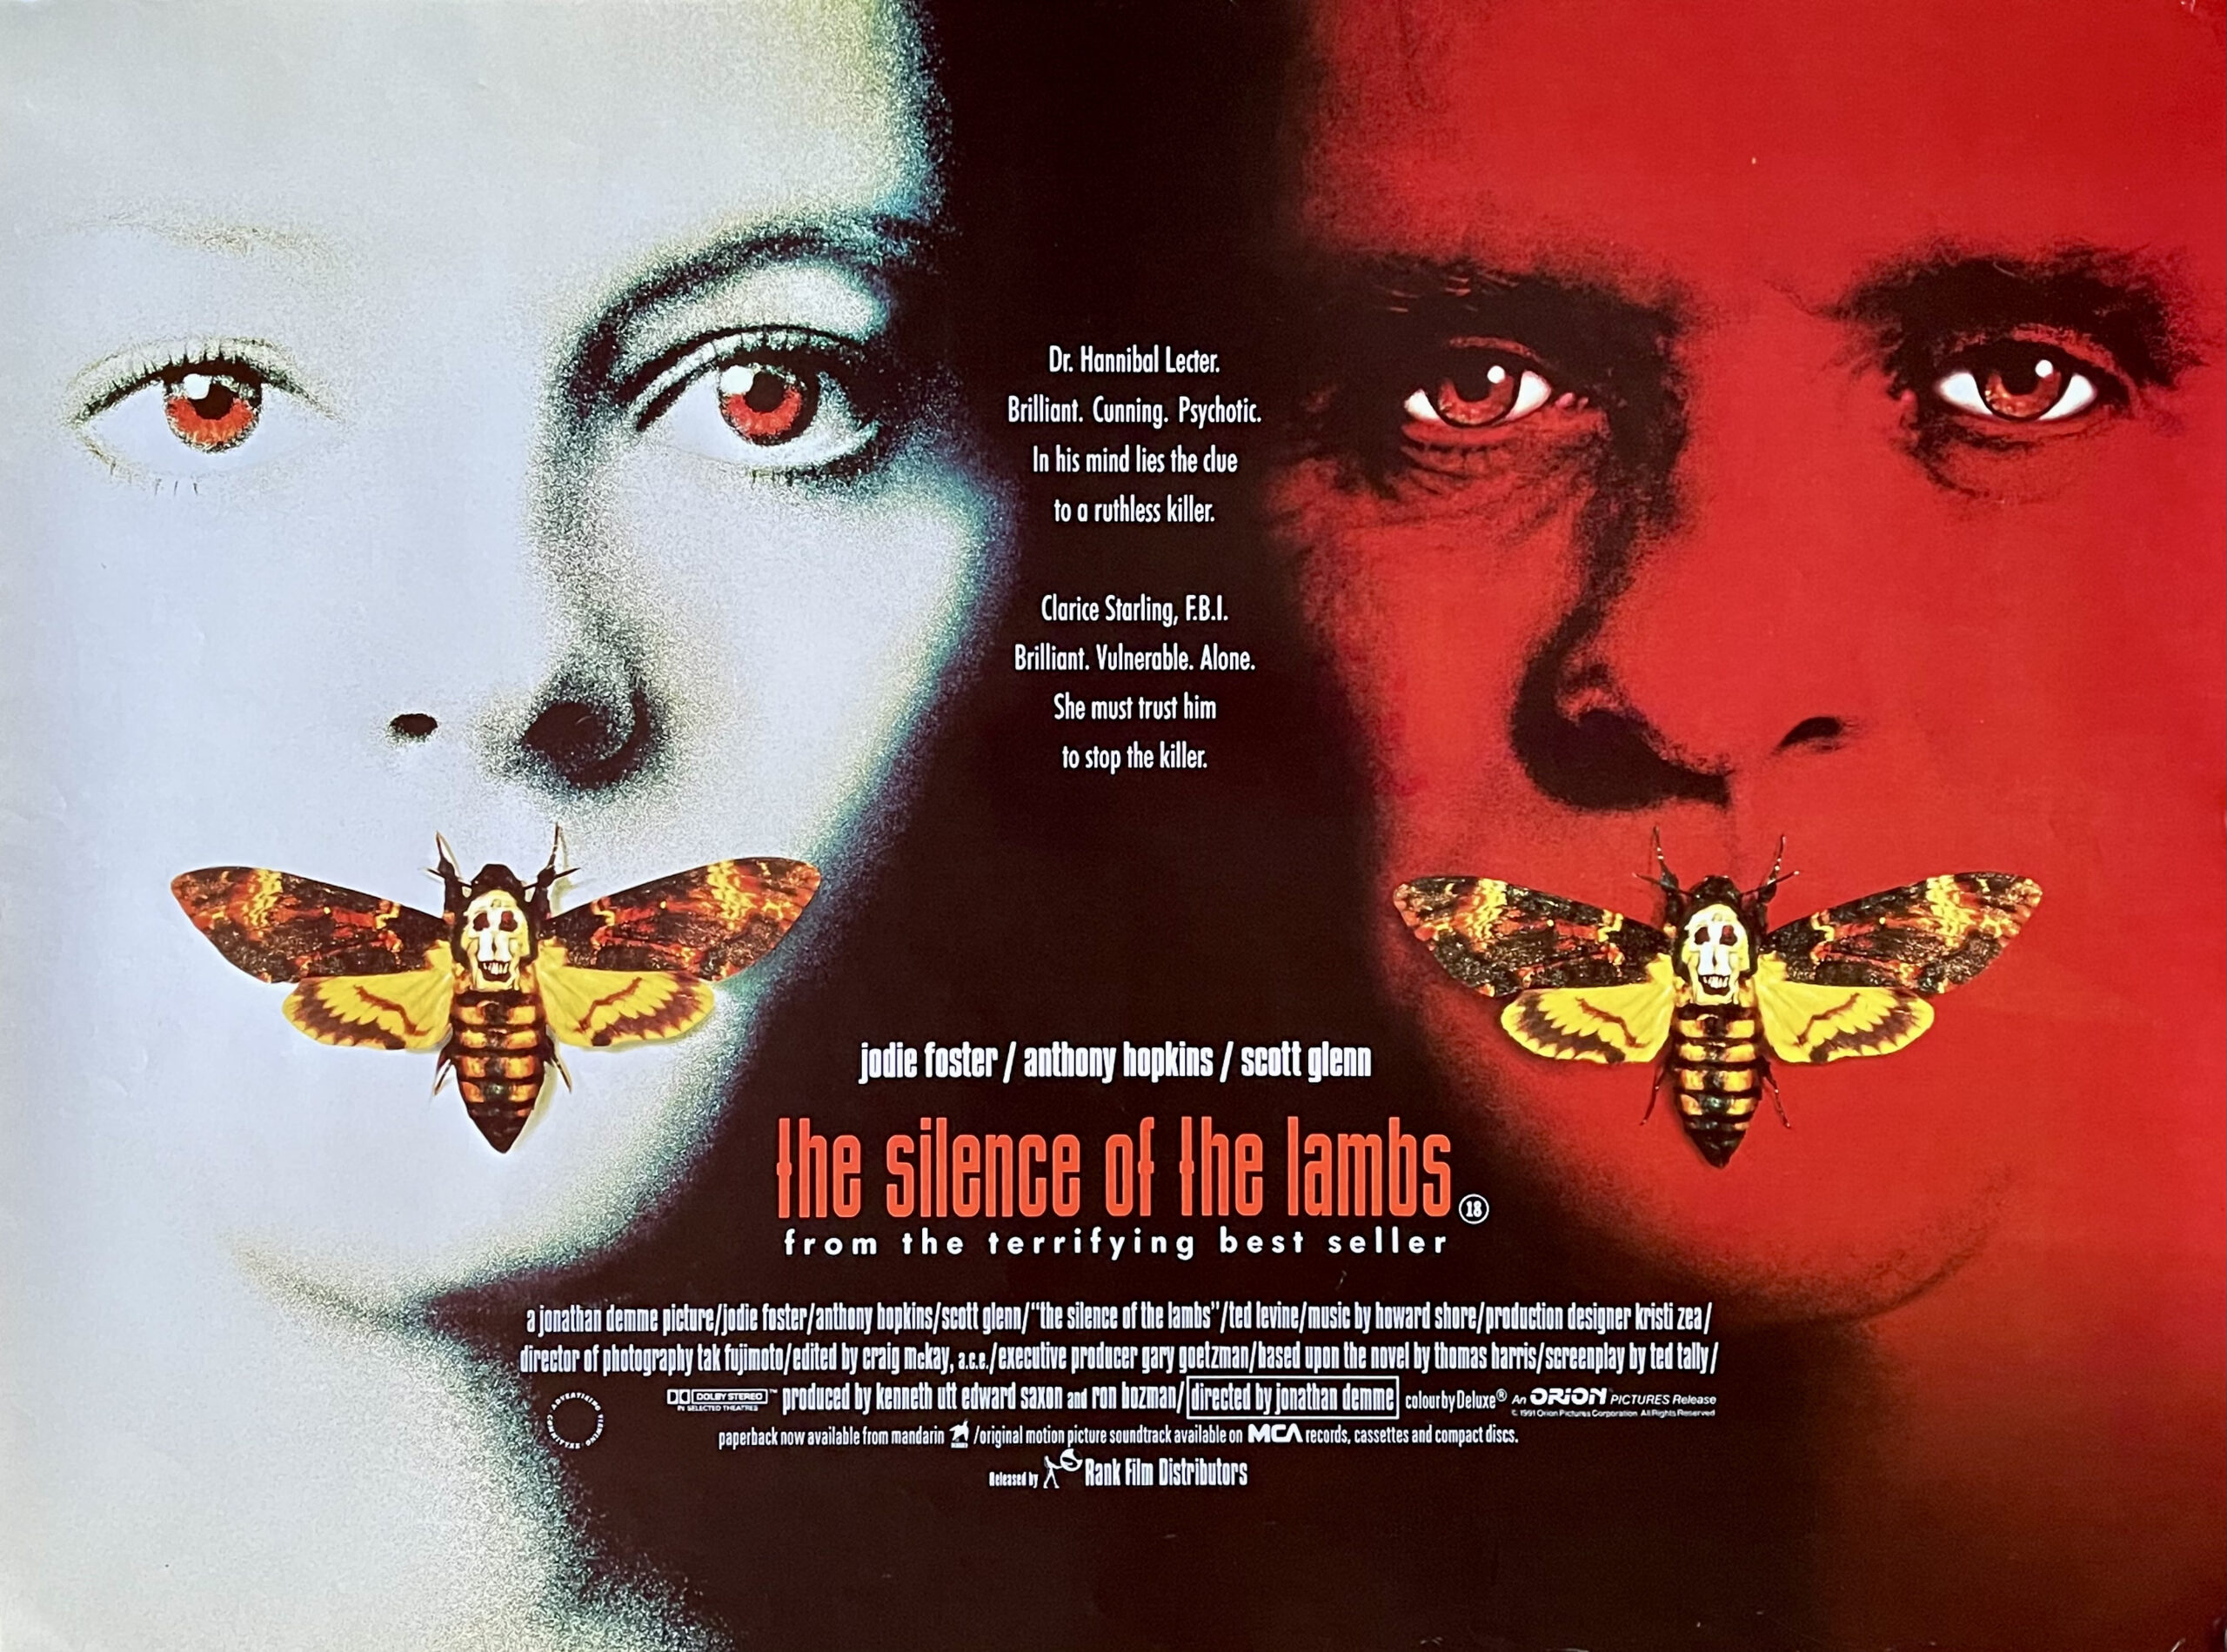 Dr. Hannibal Lecter.
Brilliant. Cunning. Psychotic.
In his mind lies the clue
to a ruthless killer.
Clarice Starling, F.B.I.
Brilliant. Vulnerable. Alone.
She must trust him
to stop the killer.
jodie foster / anthony hopkins / scott glenn
the silence of the lambs 18
from the terrifying best seller
a jonathan demme picture/jodie foster/anthony hopkins/scott glenn/"the silence of the lambs"/ted levine/music by howard shore/production designer kristi zea/
director of photography tak fujimoto/edited by craig mckay, a.c.e./executive producer gary goetzman/based upon the novel by thomas harris/screenplay by ted tally/
DOLBY STEREO™ IN SELECTED THEATRES produced by kenneth utt edward saxon and ron bozman/directed by jonathan demme colour by Deluxe® An ORION PICTURES Release
© 1991 Orion Pictures Corporation. All Rights Reserved
ADVERTISING VIEWING
paperback now available from mandarin /original motion picture soundtrack available on MCA records, cassettes and compact discs.
Released by Rank Film Distributors